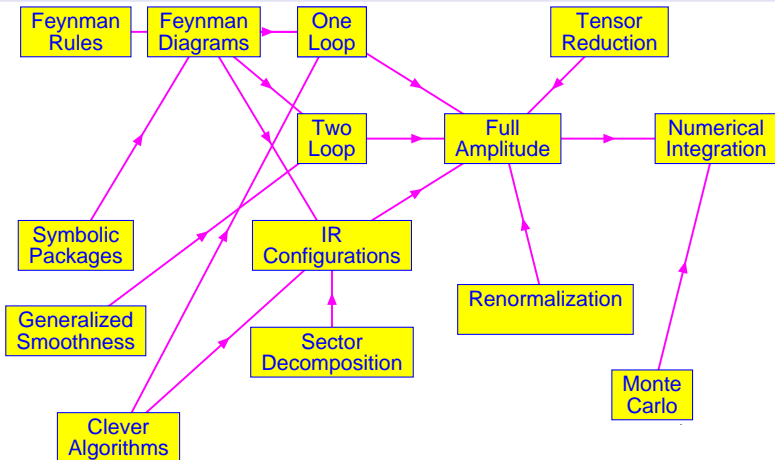 Feynman
Rules
Feynman
Diagrams
One
Loop
Tensor
Reduction
Two
Loop
Full
Amplitude
Numerical
Integration
Symbolic
Packages
IR
Configurations
Renormalization
Generalized
Smoothness
Sector
Decomposition
Monte
Carlo
Clever
Algorithms